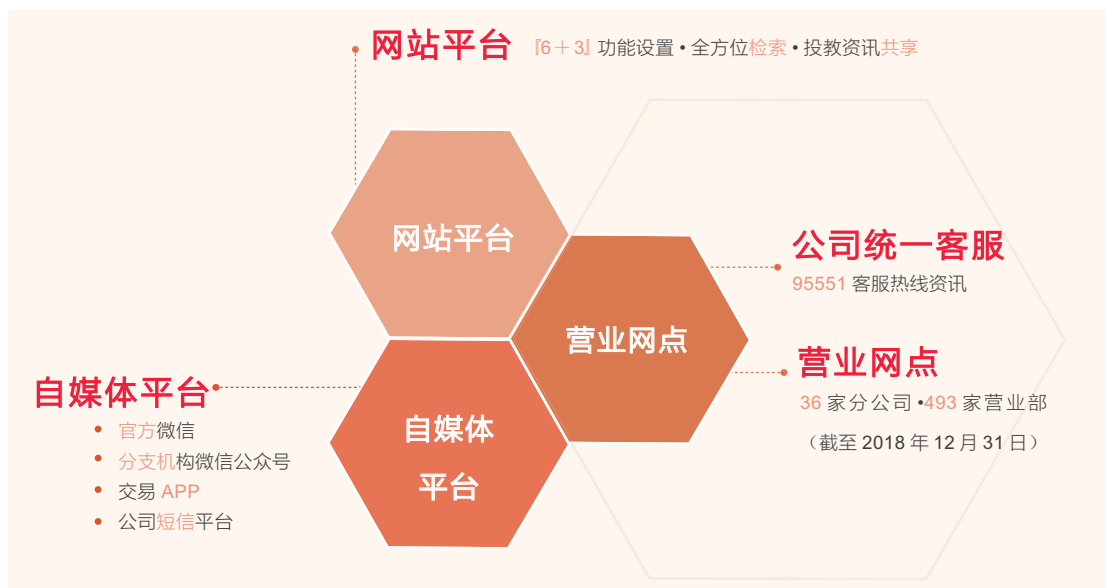 网站平台 『6＋3』功能设置 • 全方位检索 • 投教资讯共享
网站平台
公司统一客服
95551 客服热线资讯
营业网点
营业网点
36 家分公司 •493 家营业部
（截至 2018 年 12 月 31 日）
自媒体平台
• 官方微信
• 分支机构微信公众号
• 交易 APP
• 公司短信平台
自媒体
平台